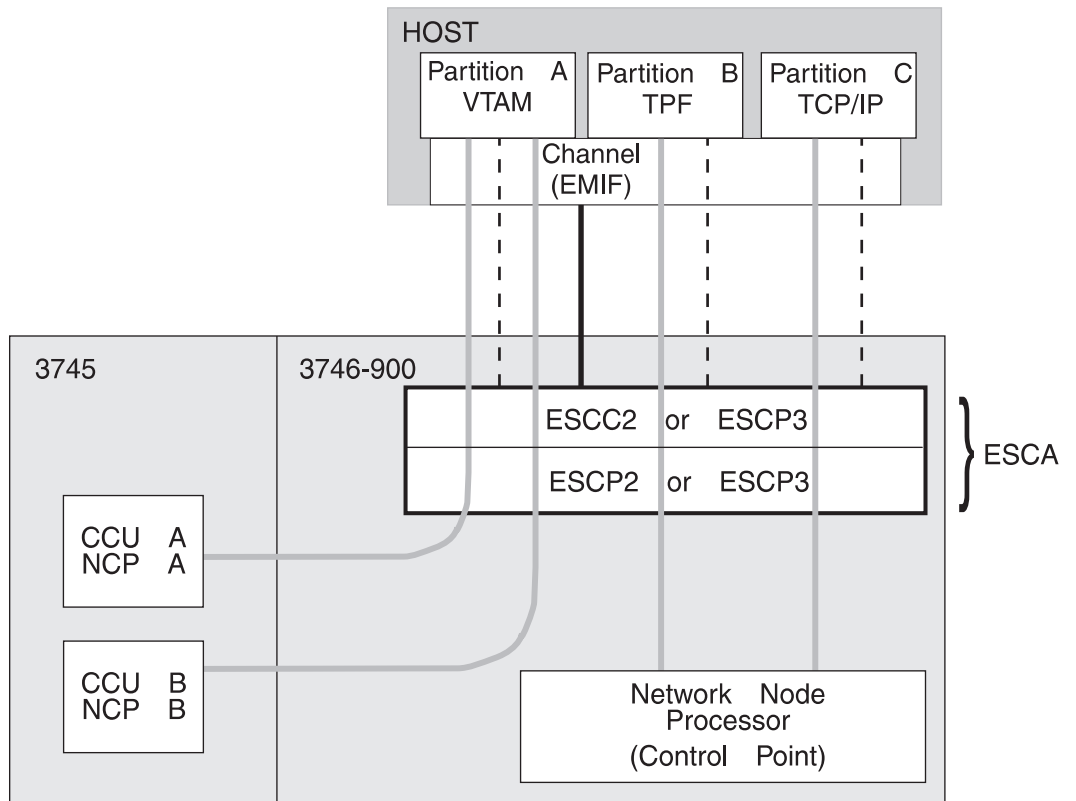 HOST
Partition A
VTAM
Partition B
TPF
Partition C
TCP/IP
Channel
(EMIF)
3745
3746-900
ESCC2 or ESCP3
ESCP2 or ESCP3
ESCA
CCU A
NCP A
CCU B
NCP B
Network Node
Processor
(Control Point)